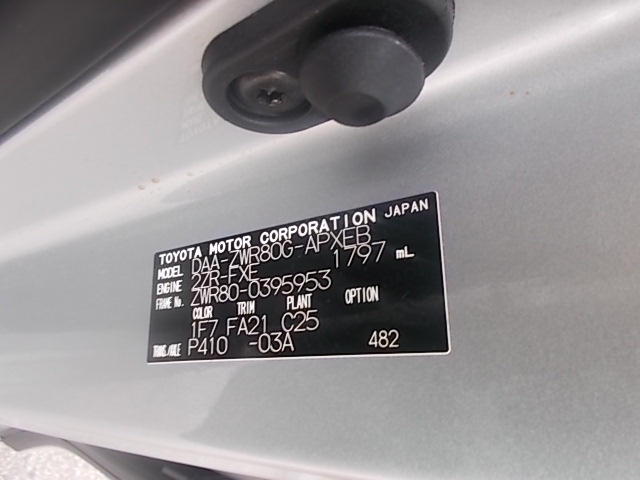 TOYOTA MOTOR CORPORATION JAPAN
MODEL DAA-ZWR80G-APXEB
ENGINE 2ZR-FXE 1797 mL
FRAME No. ZWR80-0395953
COLOR TRIM PLANT OPTION
1F7 FA21 C25
TRANS./AXLE P410 -03A 482